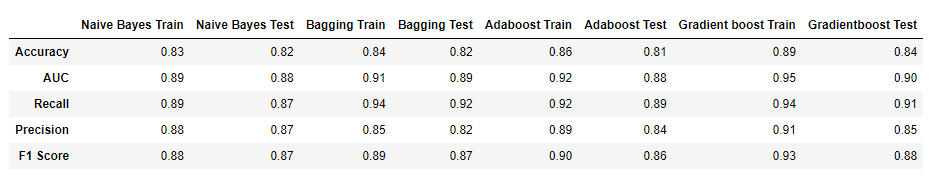 Naive Bayes Train Naive Bayes Test Bagging Train Bagging Test Adaboost Train Adaboost Test Gradient boost Train Gradientboost Test
Accuracy 0.83 0.82 0.84 0.82 0.86 0.81 0.89 0.84
AUC 0.89 0.88 0.91 0.89 0.92 0.88 0.95 0.90
Recall 0.89 0.87 0.94 0.92 0.92 0.89 0.94 0.91
Precision 0.88 0.87 0.85 0.82 0.89 0.84 0.91 0.85
F1 Score 0.88 0.87 0.89 0.87 0.90 0.86 0.93 0.88